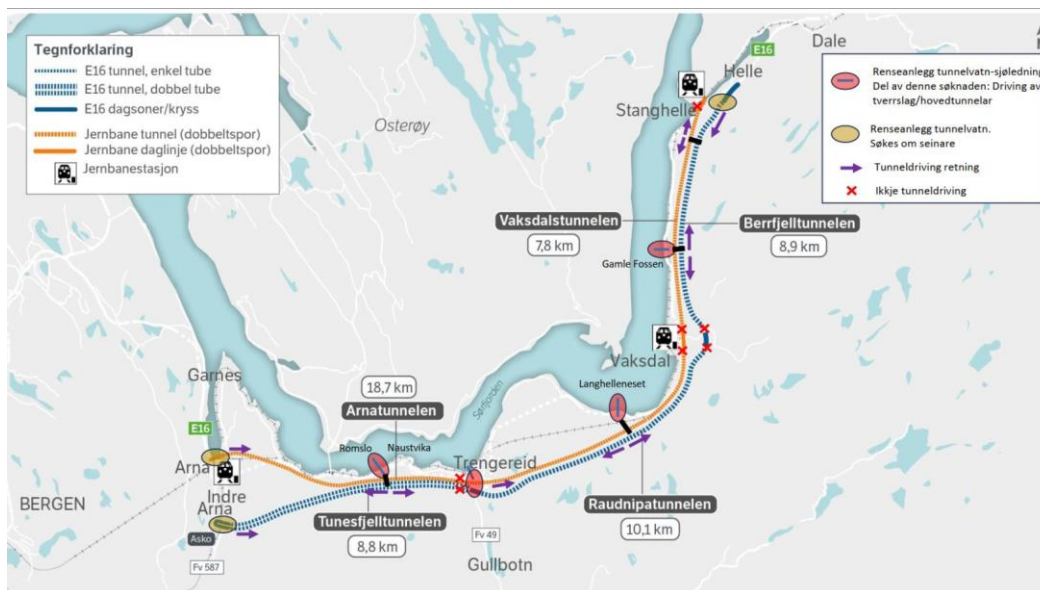 Tegnforklaring
E16 tunnel, enkel tube
E16 tunnel, dobbel tube
E16 dagsoner/kryss
Jernbane tunnel (dobbeltspor)
Jernbane daglinje (dobbeltspor)
Jernbanestasjon
Renseanlegg tunnelvatn-sjøledning
Del av denne søknaden: Driving av
tverrslag/hovedtunnelar
Renseanlegg tunnelvatn.
Søkes om seinare
Tunneldriving retning
Ikkje tunneldriving
E16
Dale
Helle
Stanghelle
Osterøy
Vaksdalstunnelen
7,8 km
Berrfjelltunnelen
8,9 km
Gamle Fossen
Vaksdal
Langhelleneset
Garnes
18,7 km
Arnatunnelen
Sørfjorden
E16
Romslo
Naustvika
Trengereid
Arna
BERGEN
Indre
Arna
Raudnipatunnelen
10,1 km
Tunesfjelltunnelen
8,8 km
Asko
Fv 49
Fv 587
Gullbotn